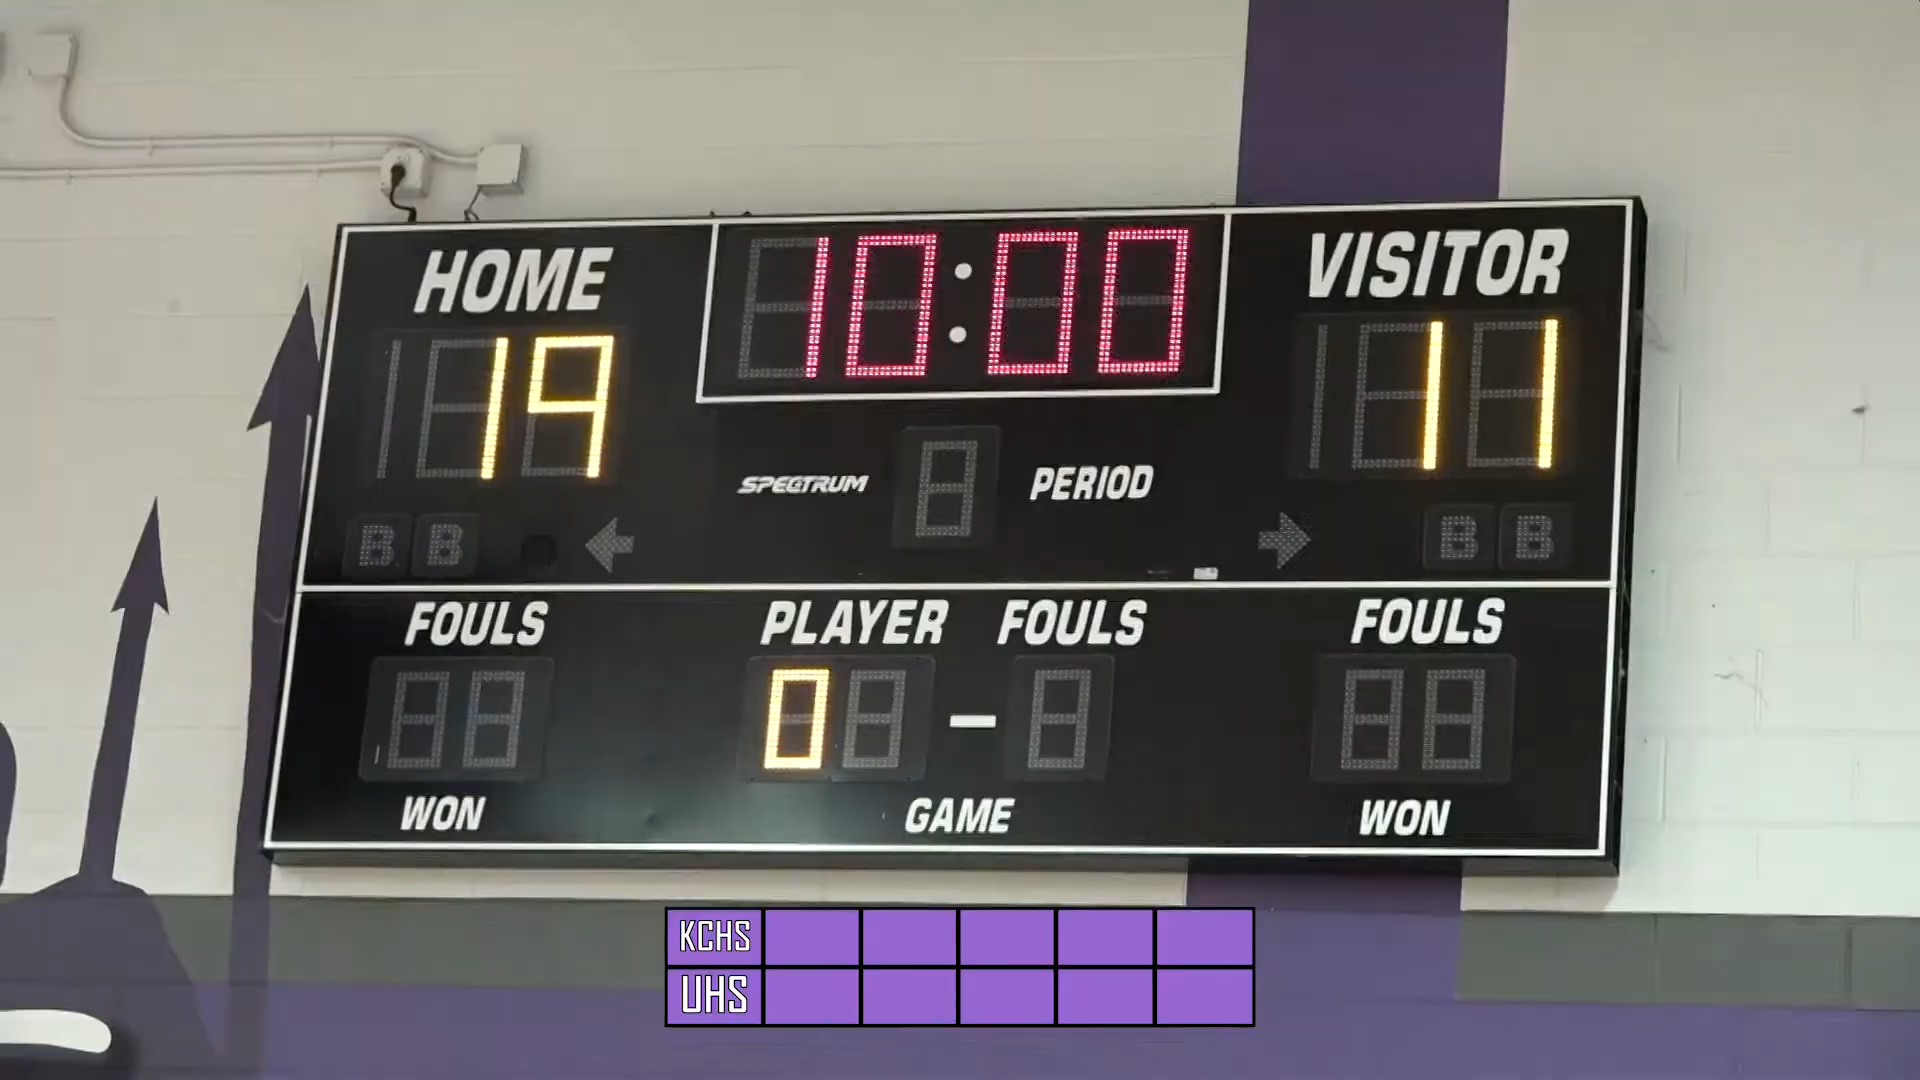 HOME 10:00 VISITOR
19 11
SPECTRUM PERIOD
B B B B
FOULS PLAYER FOULS FOULS
0 -
WON GAME WON
KCHS
UHS